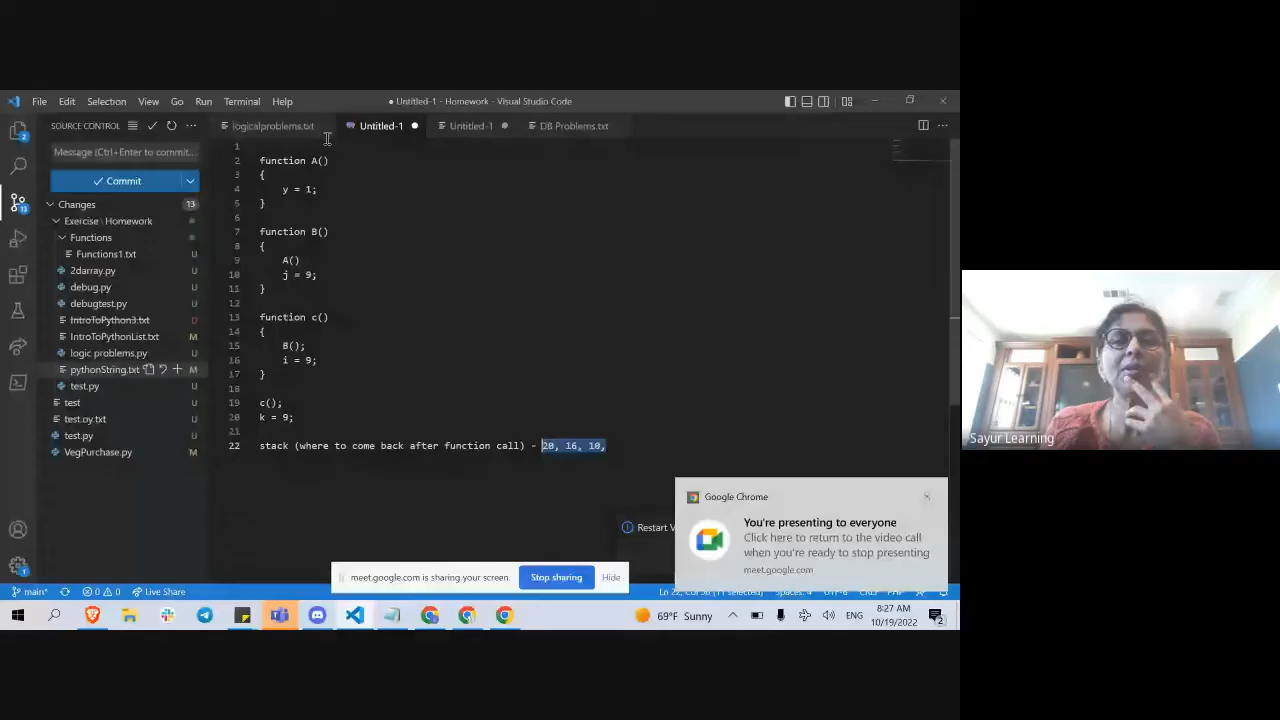 File Edit Selection View Go Run Terminal Help
● Untitled-1 - Homework - Visual Studio Code
SOURCE CONTROL
logicalproblems.txt
Untitled-1
Untitled-1
DB Problems.txt
Message (Ctrl+Enter to commit...
Commit
Changes 13
Exercise \ Homework
Functions
Functions1.txt U
2darray.py U
debug.py U
debugtest.py U
IntroToPython3.txt D
IntroToPythonList.txt M
logic problems.py M
pythonString.txt M
test.py U
test U
test.oy.txt U
test.py U
VegPurchase.py U
1
2 function A()
3 {
4 y = 1;
5 }
6
7 function B()
8 {
9 A()
10 j = 9;
11 }
12
13 function c()
14 {
15 B();
16 i = 9;
17 }
18
19 c();
20 k = 9;
21
22 stack (where to come back after function call) - 20, 16, 10,
Sayur Learning
Google Chrome
You're presenting to everyone
Click here to return to the video call
when you're ready to stop presenting
meet.google.com
Restart V
meet.google.com is sharing your screen.
Stop sharing
Hide
main*
0 0
Live Share
69°F Sunny
ENG
8:27 AM
10/19/2022